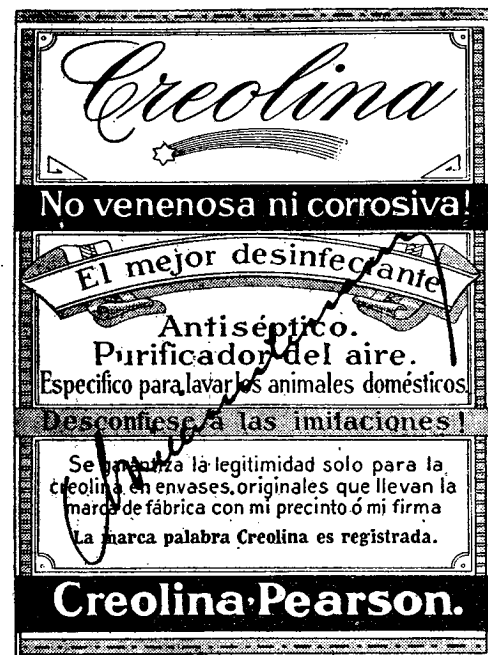 Creolina
No venenosa ni corrosiva!
El mejor desinfectante
Antiséptico.
Purificador del aire.
Especifico para lavar los animales domésticos.
Desconfiese a las imitaciones!
Se garantiza la legitimidad solo para la
creolina en envases originales que llevan la
marca de fábrica con mi precinto ó mi firma
La marca palabra Creolina es registrada.
Creolina-Pearson.